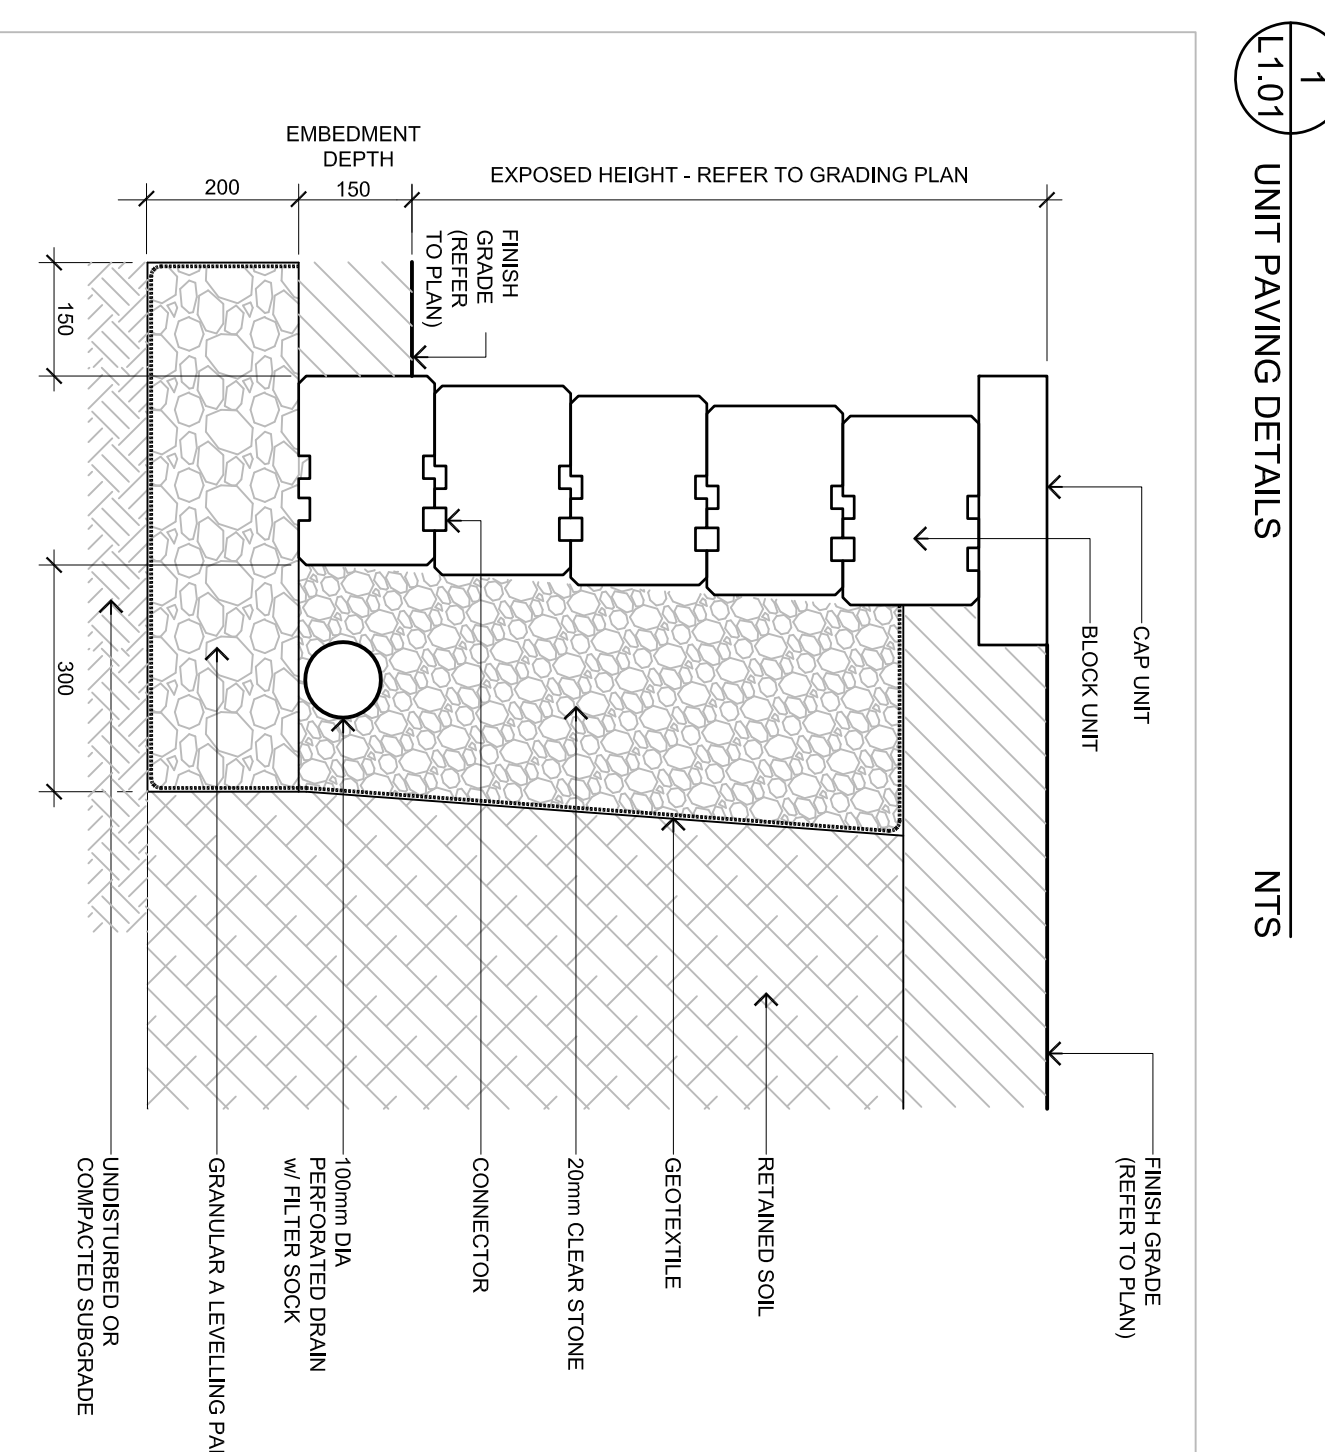 1
L1.01
UNIT PAVING DETAILS
NTS
EMBEDMENT
DEPTH
200
150
EXPOSED HEIGHT - REFER TO GRADING PLAN
FINISH
GRADE
(REFER
TO PLAN)
150
300
CAP UNIT
BLOCK UNIT
FINISH GRADE
(REFER TO PLAN)
RETAINED SOIL
GEOTEXTILE
20mm CLEAR STONE
CONNECTOR
100mm DIA
PERFORATED DRAIN
w/ FILTER SOCK
GRANULAR A LEVELLING
UNDISTURBED OR
COMPACTED SUBGRADE